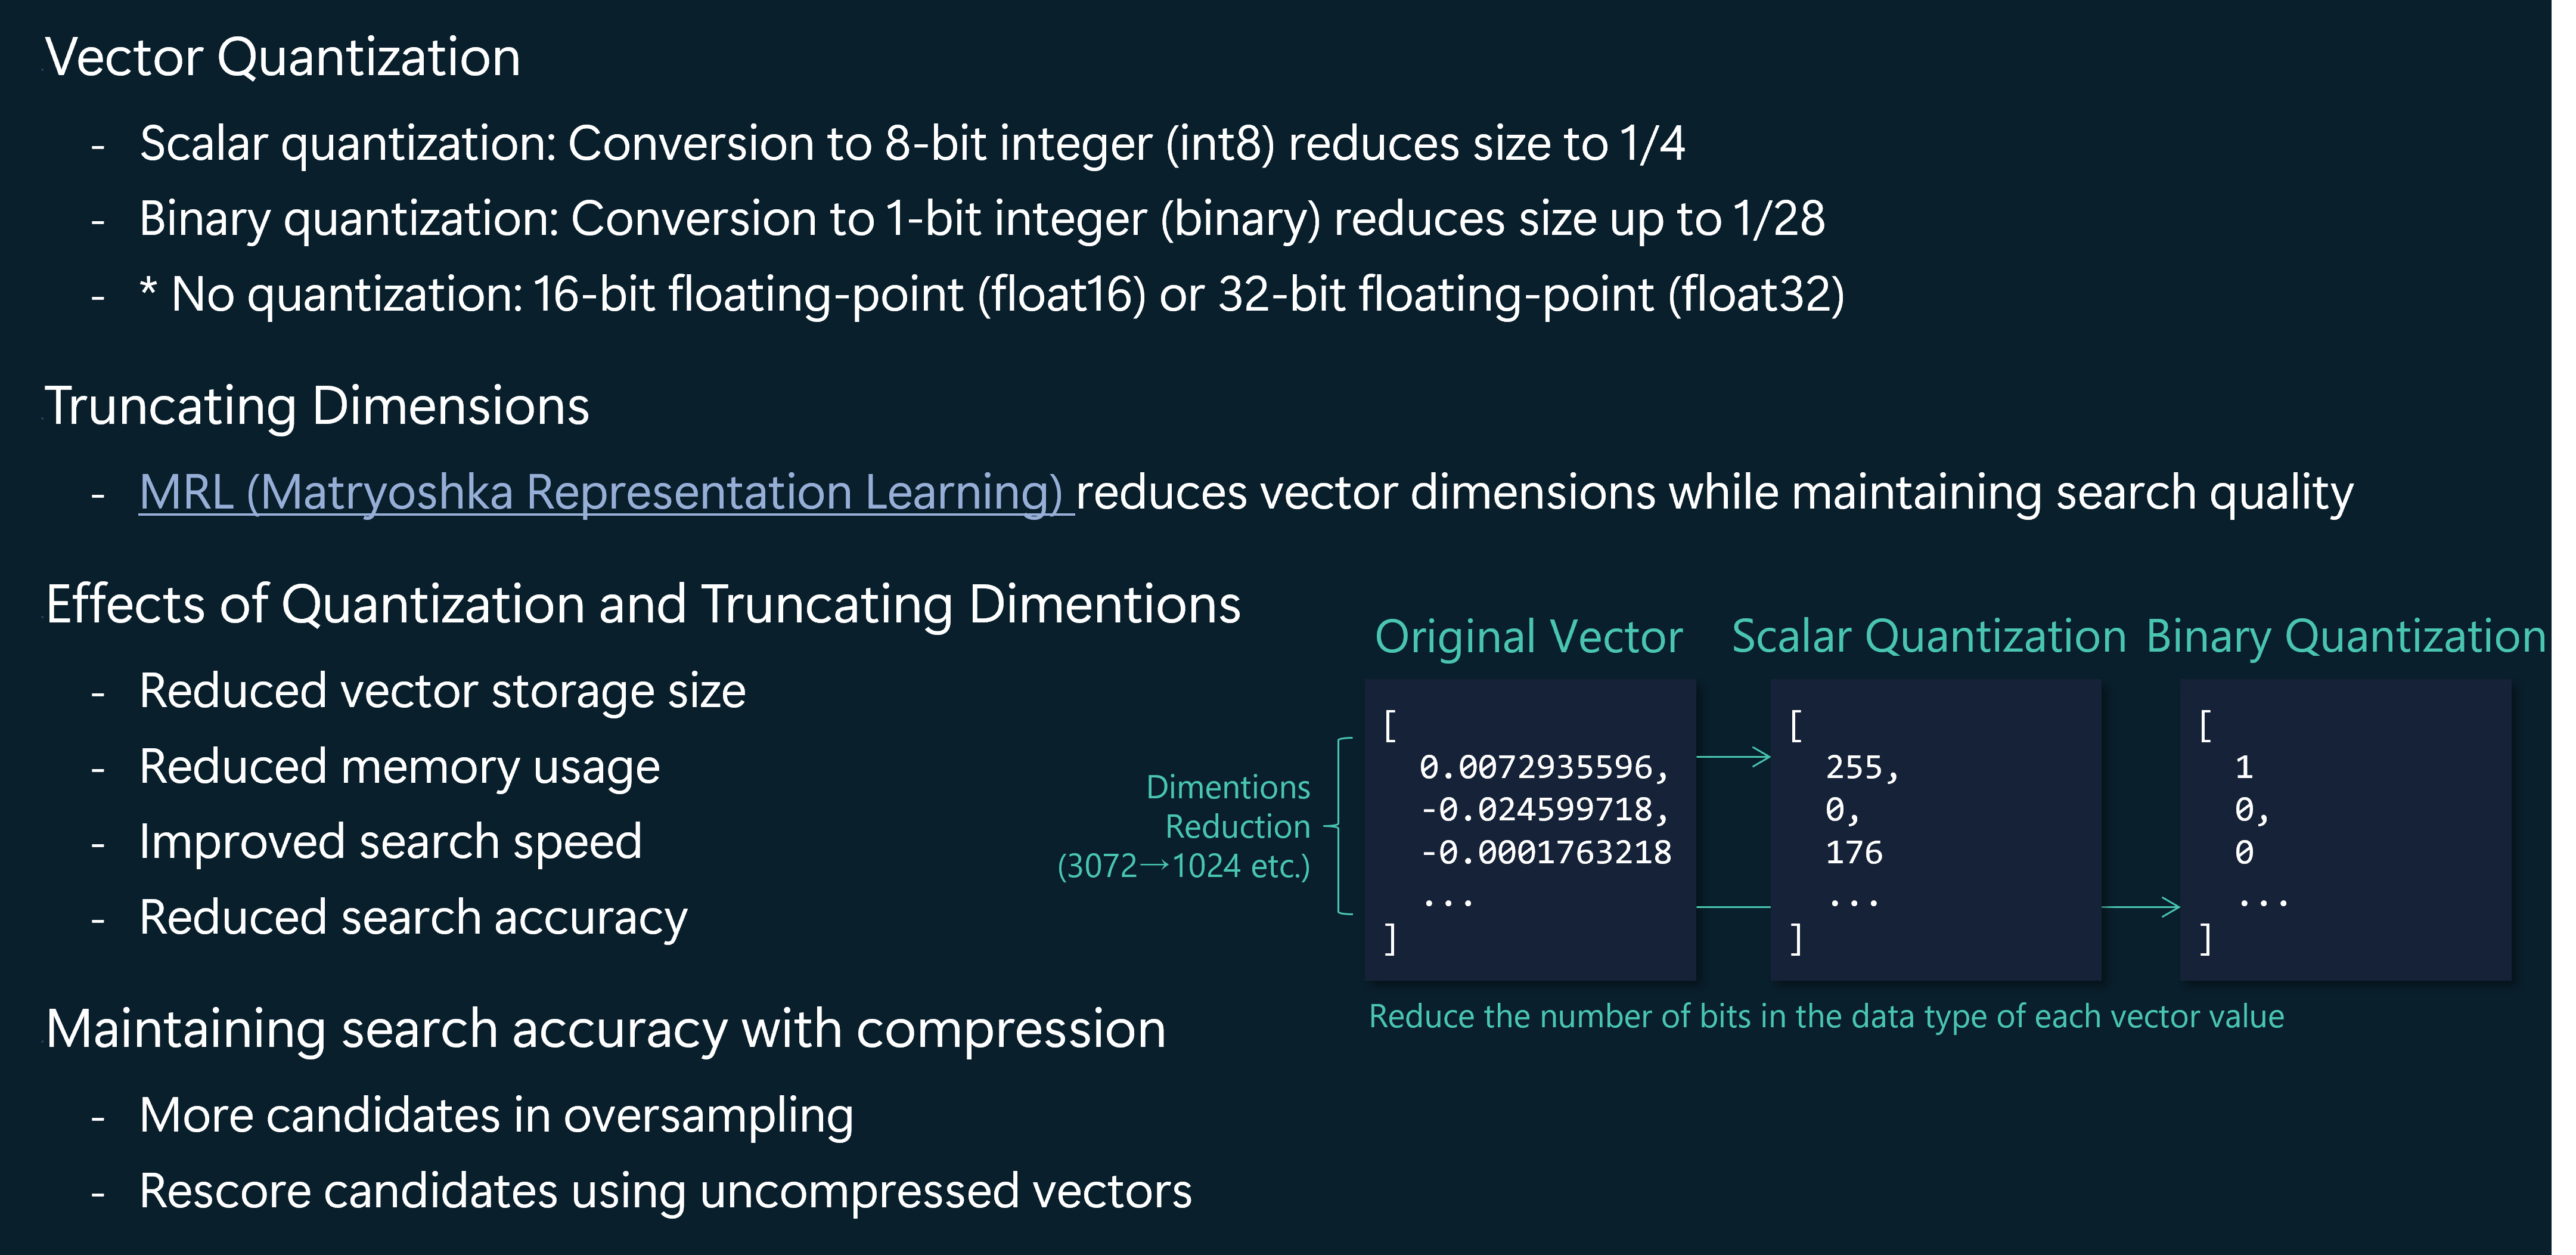 Vector Quantization
- Scalar quantization: Conversion to 8-bit integer (int8) reduces size to 1/4
- Binary quantization: Conversion to 1-bit integer (binary) reduces size up to 1/28
- * No quantization: 16-bit floating-point (float16) or 32-bit floating-point (float32)
Truncating Dimensions
- MRL (Matryoshka Representation Learning) reduces vector dimensions while maintaining search quality
Effects of Quantization and Truncating Dimentions
- Reduced vector storage size
- Reduced memory usage
- Improved search speed
- Reduced search accuracy
Maintaining search accuracy with compression
- More candidates in oversampling
- Rescore candidates using uncompressed vectors
Dimentions
Reduction
(3072→1024 etc.)
Original Vector
[
0.0072935596,
-0.024599718,
-0.0001763218
...
]
Scalar Quantization
[
255,
0,
176
...
]
Binary Quantization
[
1
0,
0
...
]
Reduce the number of bits in the data type of each vector value